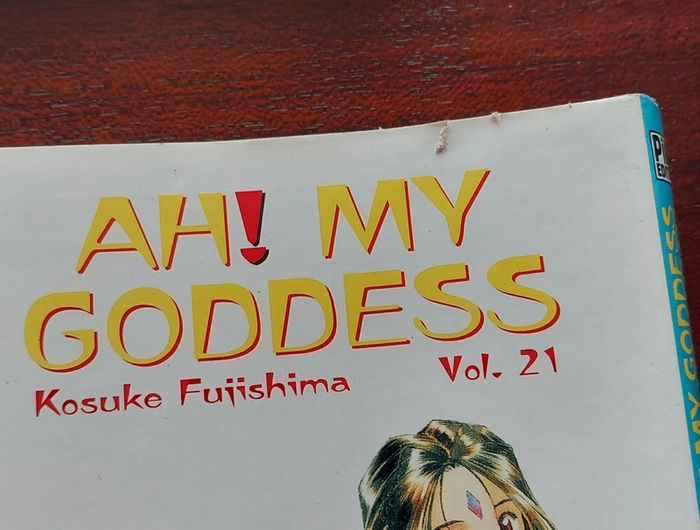 AH! MY
GODDESS
Kosuke Fujishima
Vol. 21
MY GODDESS